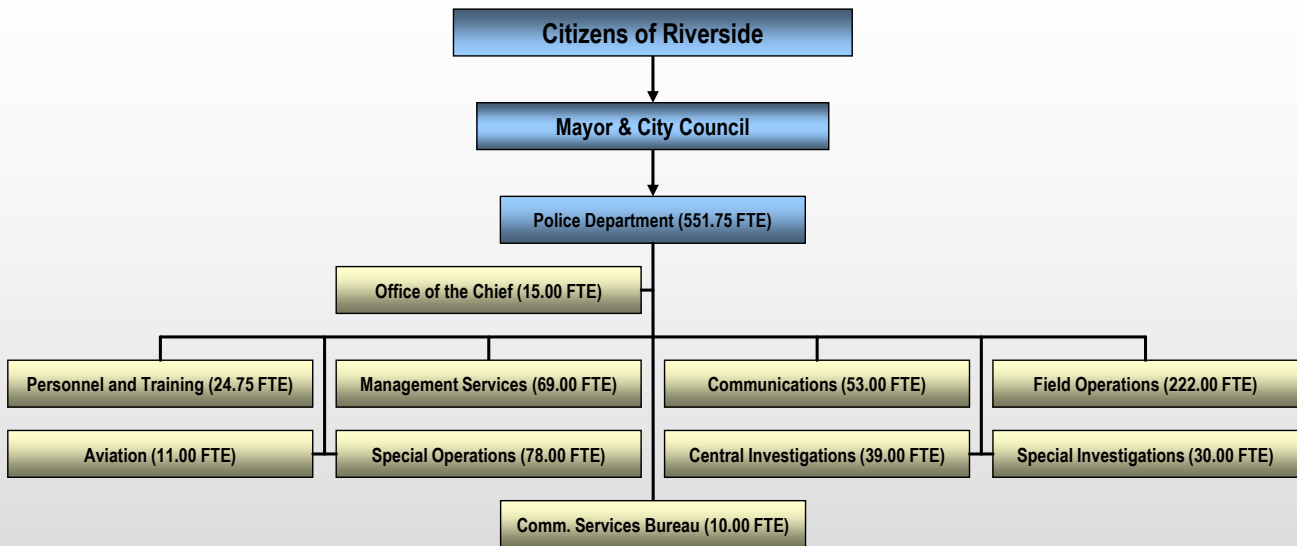 Citizens of Riverside
Mayor & City Council
Police Department (551.75 FTE)
Office of the Chief (15.00 FTE)
Personnel and Training (24.75 FTE)
Management Services (69.00 FTE)
Communications (53.00 FTE)
Field Operations (222.00 FTE)
Aviation (11.00 FTE)
Special Operations (78.00 FTE)
Central Investigations (39.00 FTE)
Special Investigations (30.00 FTE)
Comm. Services Bureau (10.00 FTE)